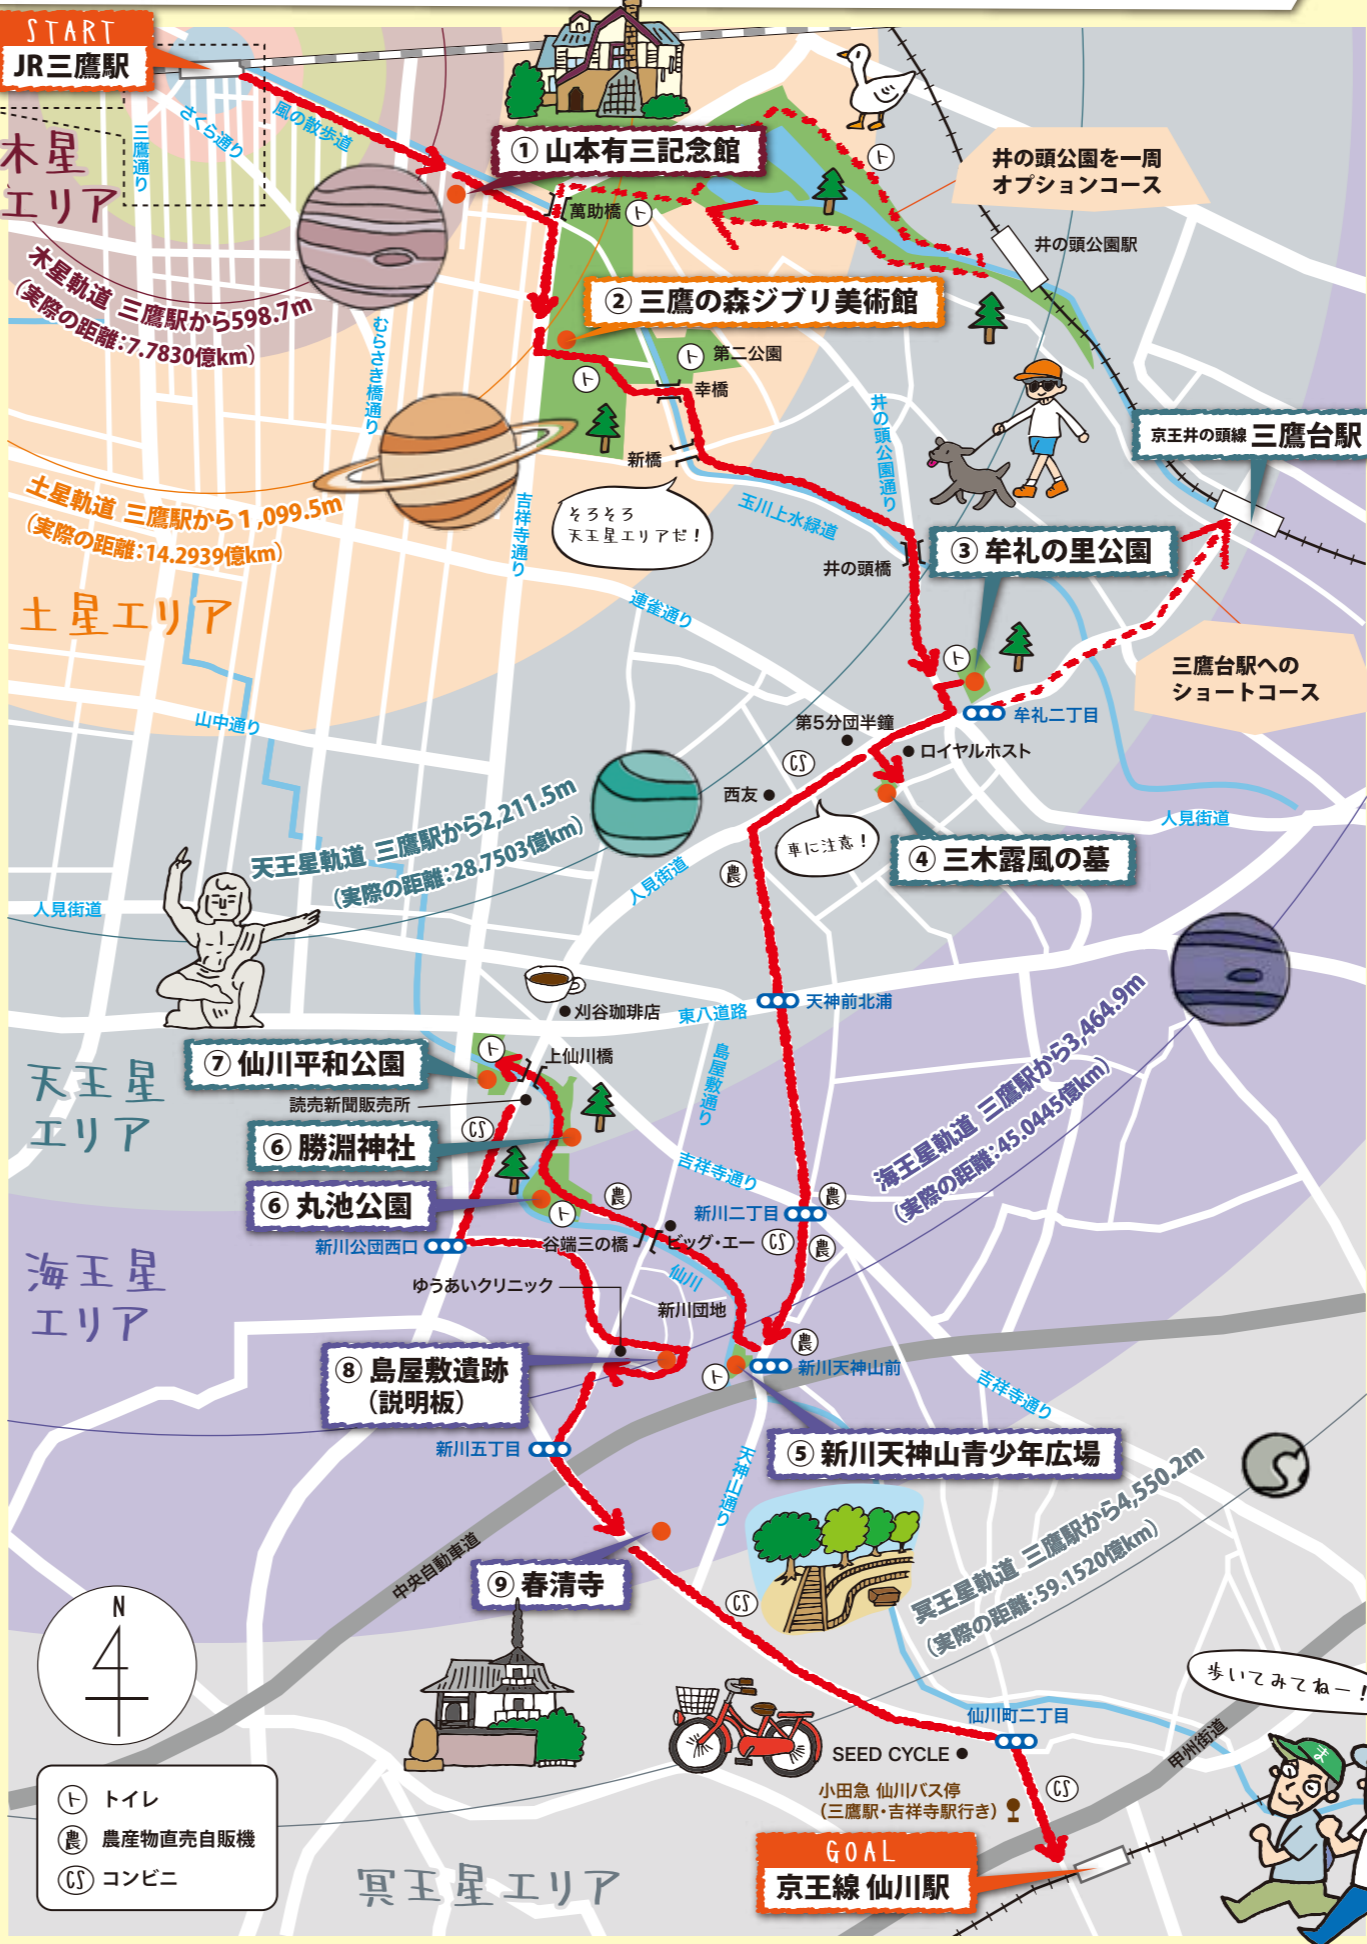 START
JR三鷹駅
三鷹通り
さくら通り
風の散歩道
木星
エリア
① 山本有三記念館
萬助橋
ト
ト
井の頭公園を一周
オプションコース
井の頭公園駅
木星軌道 三鷹駅から598.7m
（実際の距離：7.7830億km）
② 三鷹の森ジブリ美術館
むらさき橋通り
ト
第二公園
ト
幸橋
新橋
井の頭公園通り
京王井の頭線 三鷹台駅
土星軌道 三鷹駅から1,099.5m
（実際の距離：14.2939億km）
吉祥寺通り
そろそろ
天王星エリアだ！
玉川上水緑道
井の頭橋
③ 牟礼の里公園
土星エリア
連雀通り
ト
三鷹台駅への
ショートコース
山中通り
牟礼二丁目
第5分団半鐘
ロイヤルホスト
CS
西友
車に注意！
人見街道
④ 三木露風の墓
天王星軌道 三鷹駅から2,211.5m
（実際の距離：28.7503億km）
農
人見街道
人見街道
刈谷珈琲店
東八道路
天神前北浦
島屋敷通り
海王星軌道 三鷹駅から3,464.9m
（実際の距離：45.0445億km）
天王星
エリア
⑦ 仙川平和公園
ト
上仙川橋
読売新聞販売所
CS
⑥ 勝淵神社
吉祥寺通り
⑥ 丸池公園
農
ト
農
新川二丁目
新川公団西口
谷端三の橋
ビッグ・エー
CS
農
海王星
エリア
ゆうあいクリニック
仙川
新川団地
農
⑧ 島屋敷遺跡
（説明板）
ト
新川天神山前
吉祥寺通り
新川五丁目
⑤ 新川天神山青少年広場
天神山通り
中央自動車道
冥王星軌道 三鷹駅から4,550.2m
（実際の距離：59.1520億km）
⑨ 春清寺
CS
N
歩いてみてねー！
仙川町二丁目
甲州街道
ま
SEED CYCLE
CS
小田急 仙川バス停
（三鷹駅・吉祥寺駅行き）
ト トイレ
農 農産物直売自販機
CS コンビニ
GOAL
京王線 仙川駅
冥王星エリア